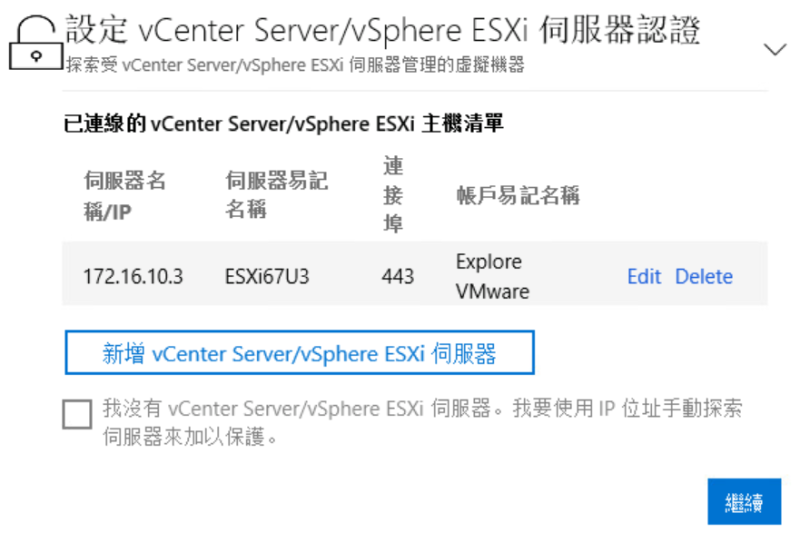 設定 vCenter Server/vSphere ESXi 伺服器認證
探索受 vCenter Server/vSphere ESXi 伺服器管理的虛擬機器
已連線的 vCenter Server/vSphere ESXi 主機清單
伺服器名稱/IP 伺服器易記名稱 連接埠 帳戶易記名稱
172.16.10.3 ESXi67U3 443 Explore VMware Edit Delete
新增 vCenter Server/vSphere ESXi 伺服器
我沒有 vCenter Server/vSphere ESXi 伺服器。我要使用 IP 位址手動探索
伺服器來加以保護。
繼續